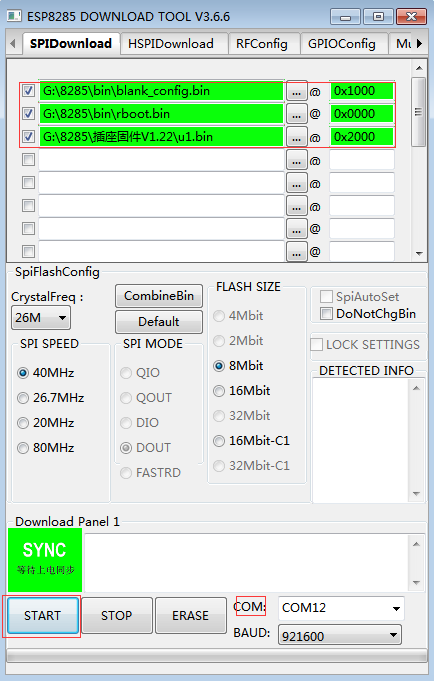 ESP8285 DOWNLOAD TOOL V3.6.6
SPIDownload HSPIDownload RFConfig GPIOConfig Mu
G:\8285\bin\blank_config.bin ... @ 0x1000
G:\8285\bin\rboot.bin ... @ 0x0000
G:\8285\插座固件V1.22\u1.bin ... @ 0x2000
... @
... @
... @
... @
... @
SpiFlashConfig
CrystalFreq :
26M
CombineBin
Default
SPI SPEED
40MHz
26.7MHz
20MHz
80MHz
SPI MODE
QIO
QOUT
DIO
DOUT
FASTRD
FLASH SIZE
4Mbit
2Mbit
8Mbit
16Mbit
32Mbit
16Mbit-C1
32Mbit-C1
SpiAutoSet
DoNotChgBin
LOCK SETTINGS
DETECTED INFO
Download Panel 1
SYNC
等待上电同步
START STOP ERASE
COM: COM12
BAUD: 921600